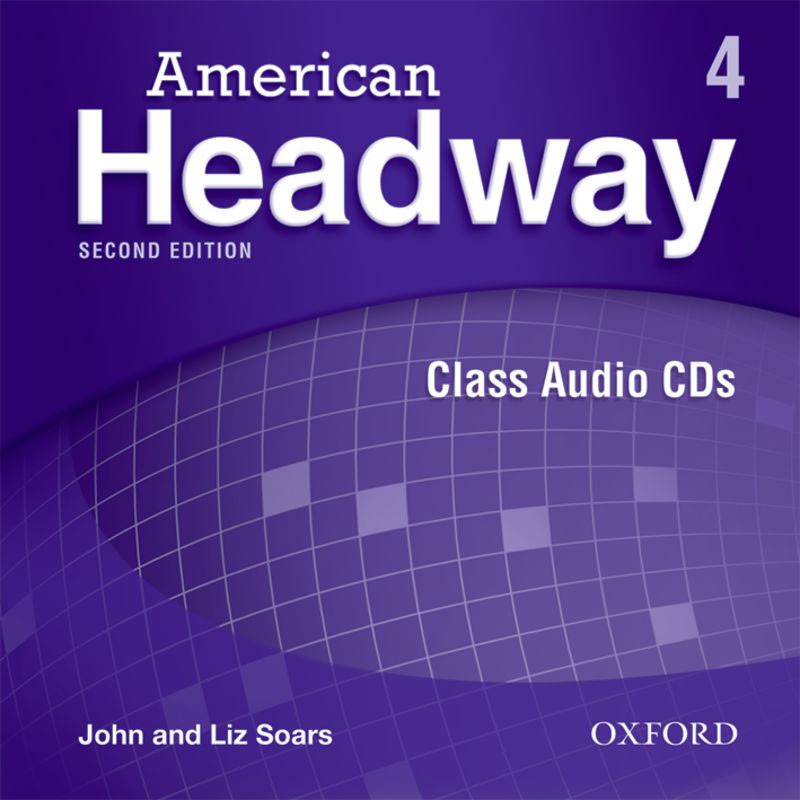 American
4
Headway
SECOND EDITION
Class Audio CDs
John and Liz Soars
OXFORD